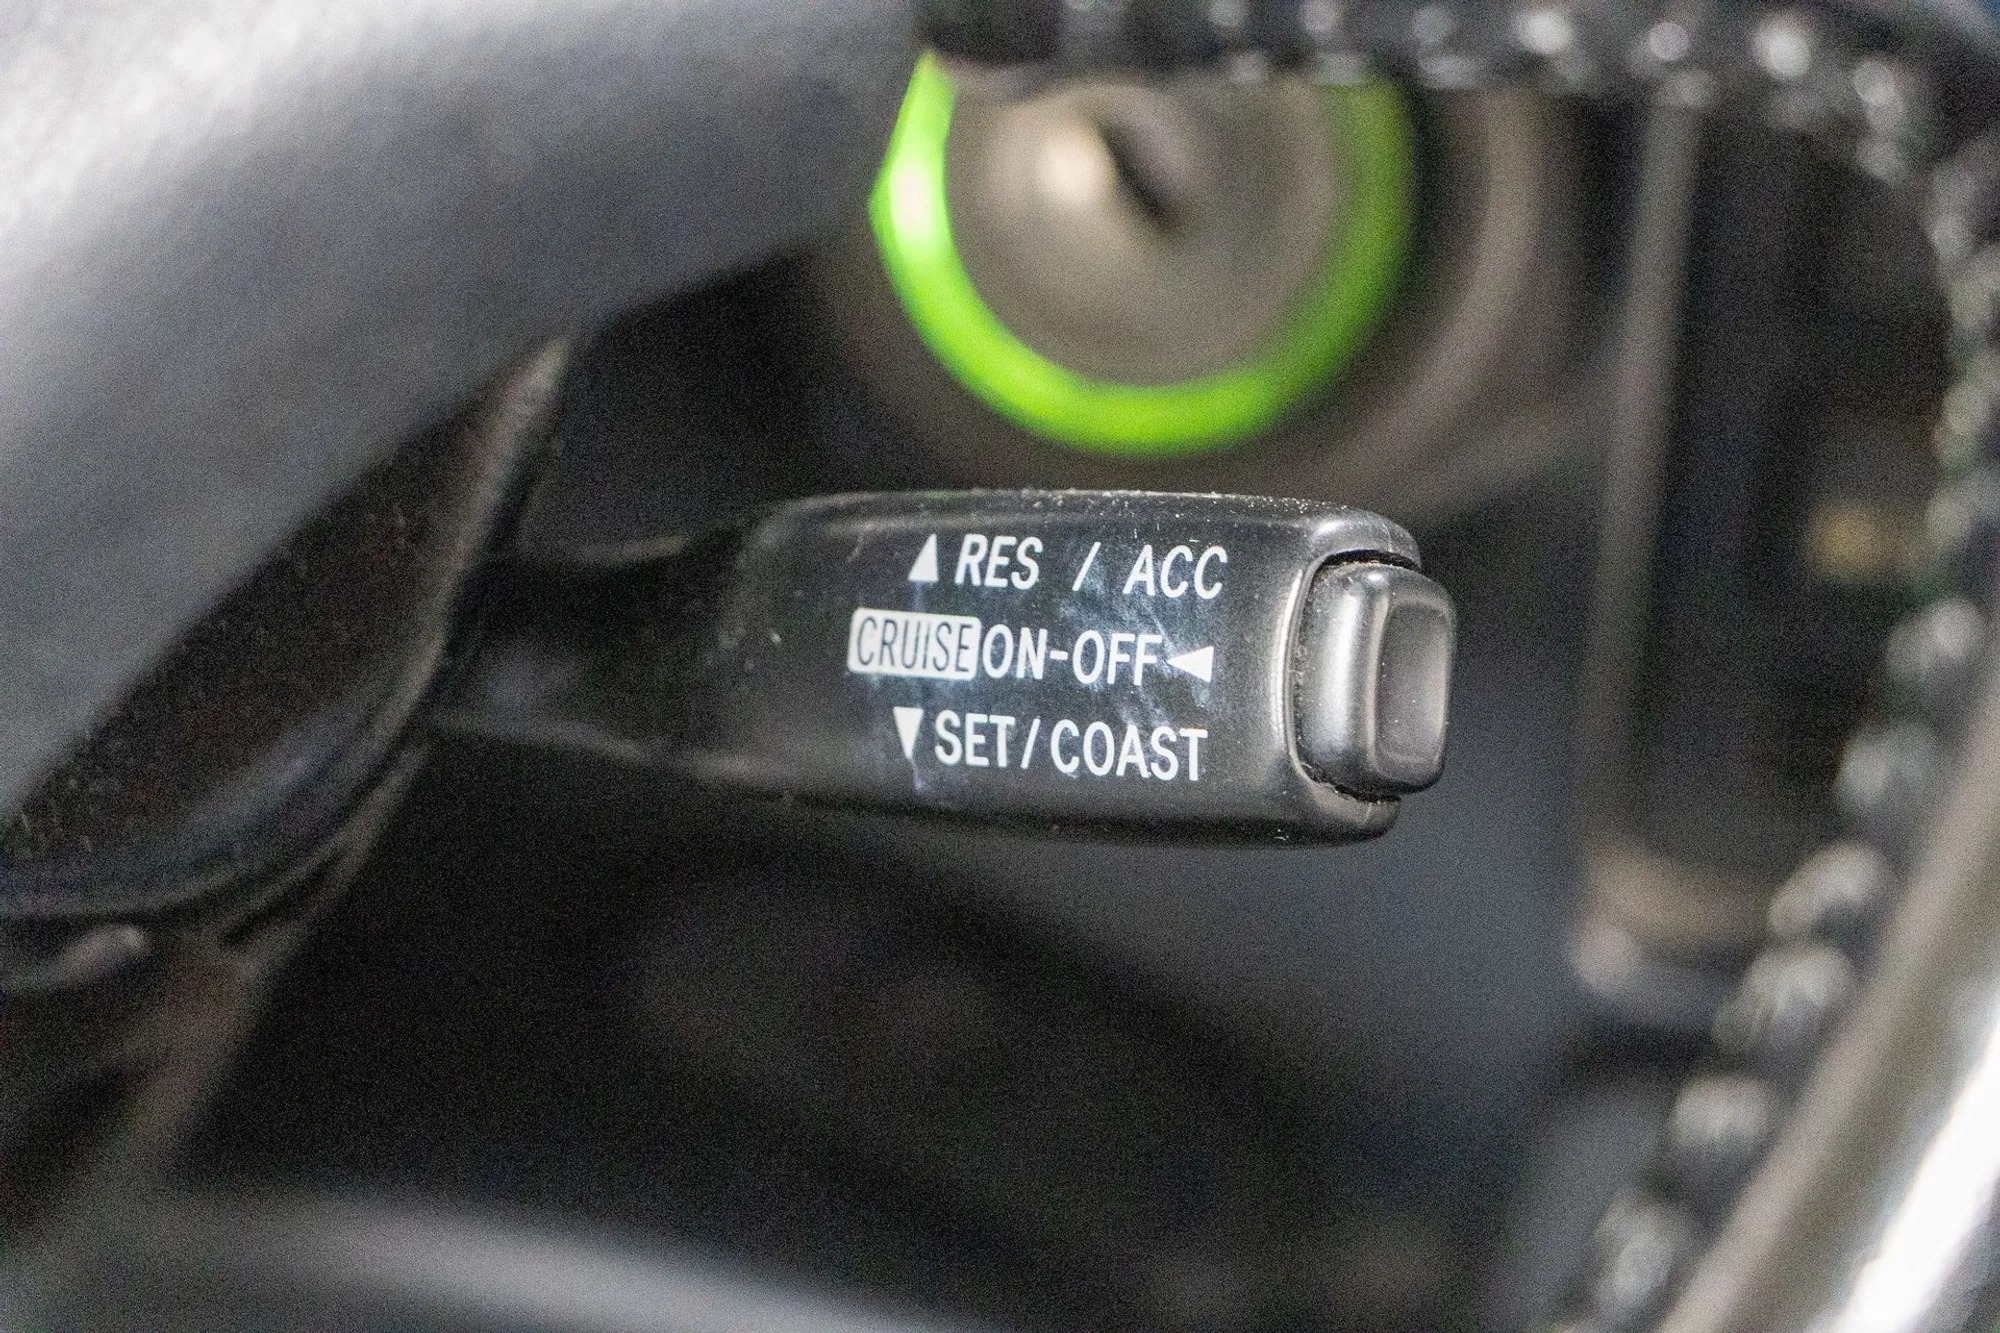 ▲ RES / ACC
CRUISE ON-OFF ◀
▼ SET/COAST